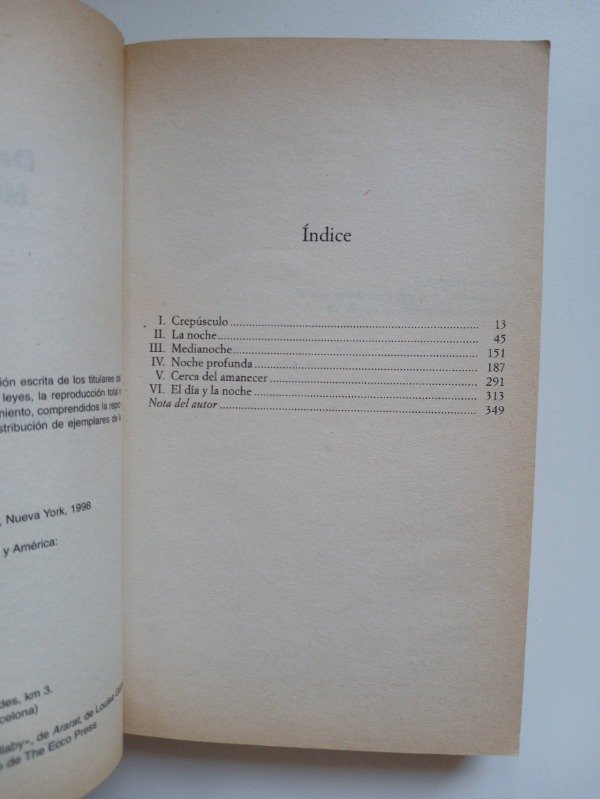 ción escrita de los titulares
leyes, la reproducción total
miento, comprendidos la
stribución de ejemplares de
Nueva York, 1998
y América:
des, km 3.
celona)
llaby», de Ararat, de Louise
de The Ecco Press
Índice
I. Crepúsculo 13
II. La noche 45
III. Medianoche 151
IV. Noche profunda 187
V. Cerca del amanecer 291
VI. El día y la noche 313
Nota del autor 349